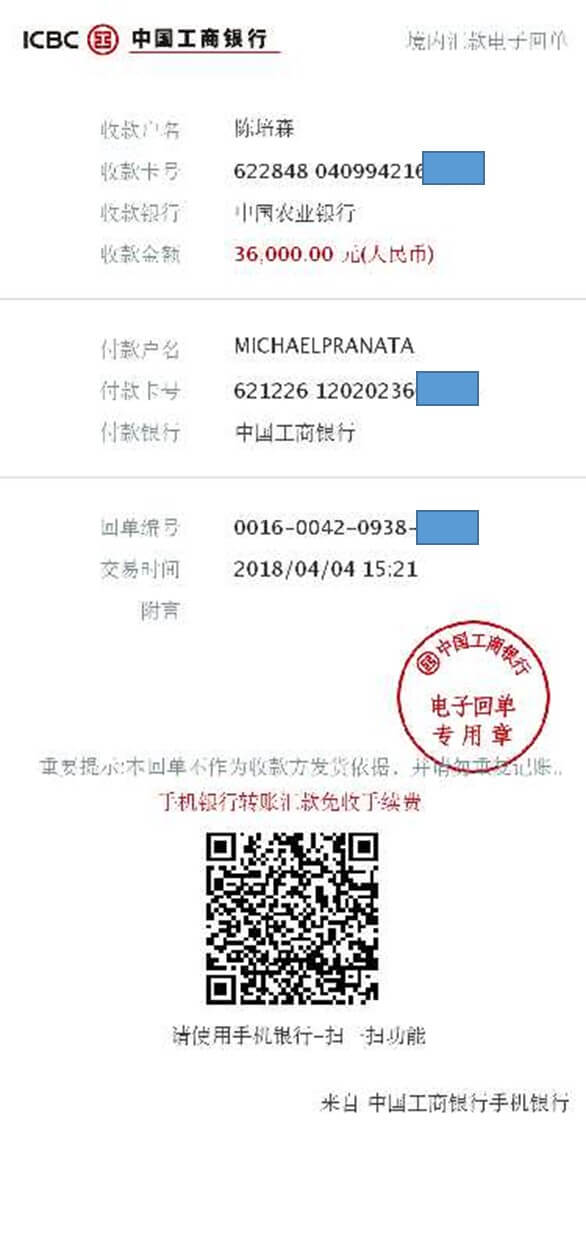 ICBC 中国工商银行 境内汇款电子回单
收款户名 陈培森
收款卡号 622848 040994216
收款银行 中国农业银行
收款金额 36,000.00 元(人民币)
付款户名 MICHAELPRANATA
付款卡号 621226 12020236
付款银行 中国工商银行
回单编号 0016-0042-0938-
交易时间 2018/04/04 15:21
附言
中国工商银行
电子回单
专用章
重要提示:本回单不作为收款方发货依据，并请勿重复记账..
手机银行转账汇款免收手续费
请使用手机银行-扫一扫功能
来自 中国工商银行手机银行